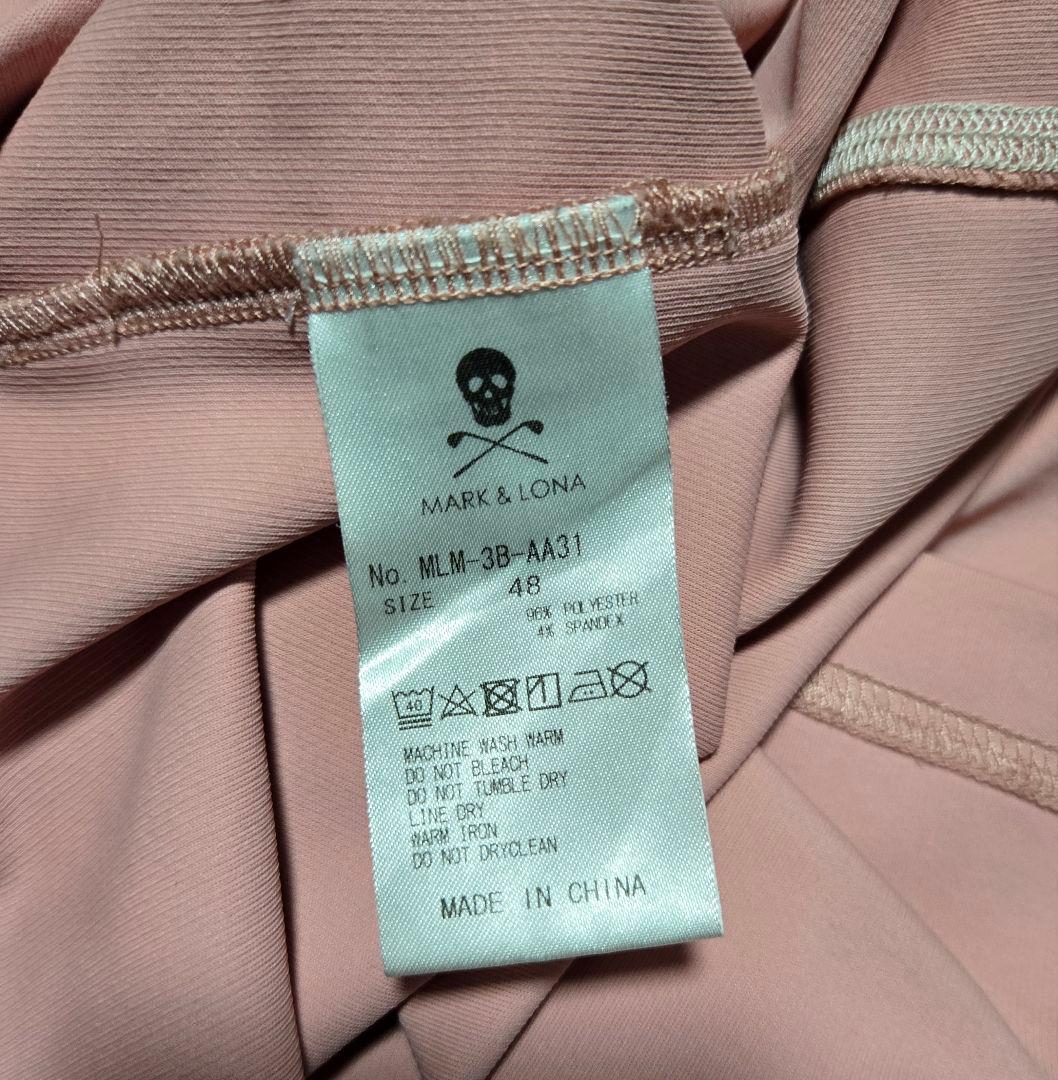 MARK & LONA
No. MLM-3B-AA31
SIZE 48
96% POLYESTER
4% SPANDEX
40
MACHINE WASH WARM
DO NOT BLEACH
DO NOT TUMBLE DRY
LINE DRY
WARM IRON
DO NOT DRYCLEAN
MADE IN CHINA